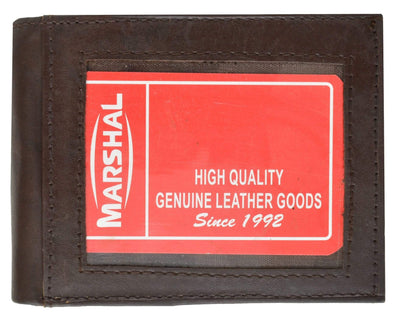 MARSHAL
HIGH QUALITY
GENUINE LEATHER GOODS
Since 1992